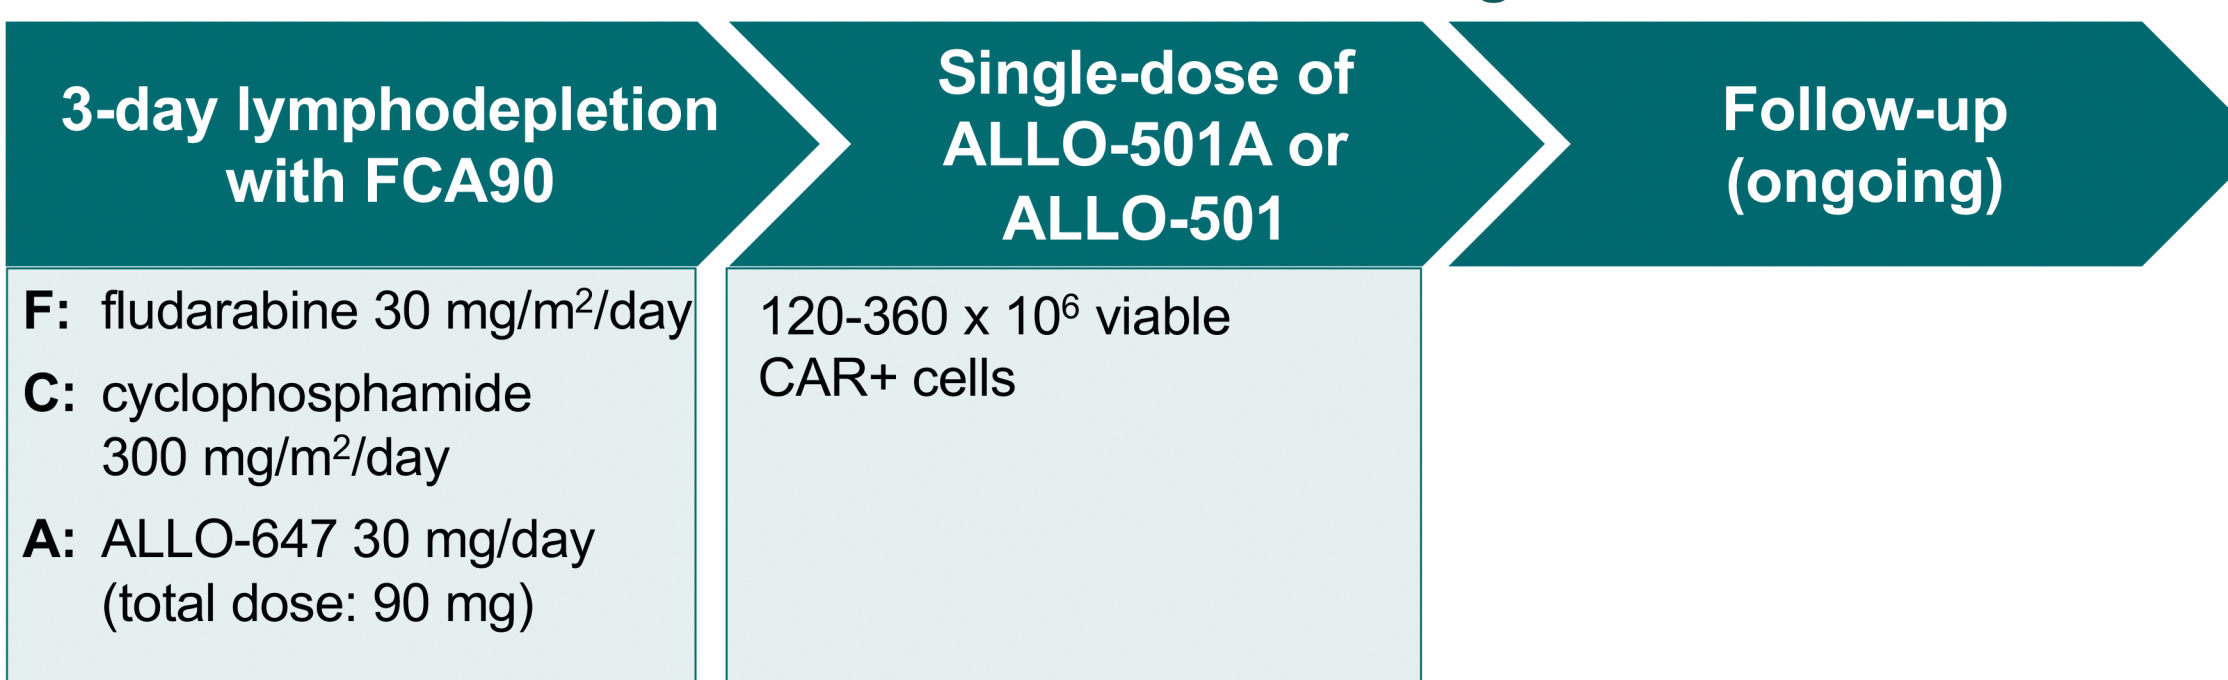 3-day lymphodepletion
with FCA90
Single-dose of
ALLO-501A or
ALLO-501
Follow-up
(ongoing)
F: fludarabine 30 mg/m²/day
C: cyclophosphamide
300 mg/m²/day
A: ALLO-647 30 mg/day
(total dose: 90 mg)
120-360 x 10⁶ viable
CAR+ cells